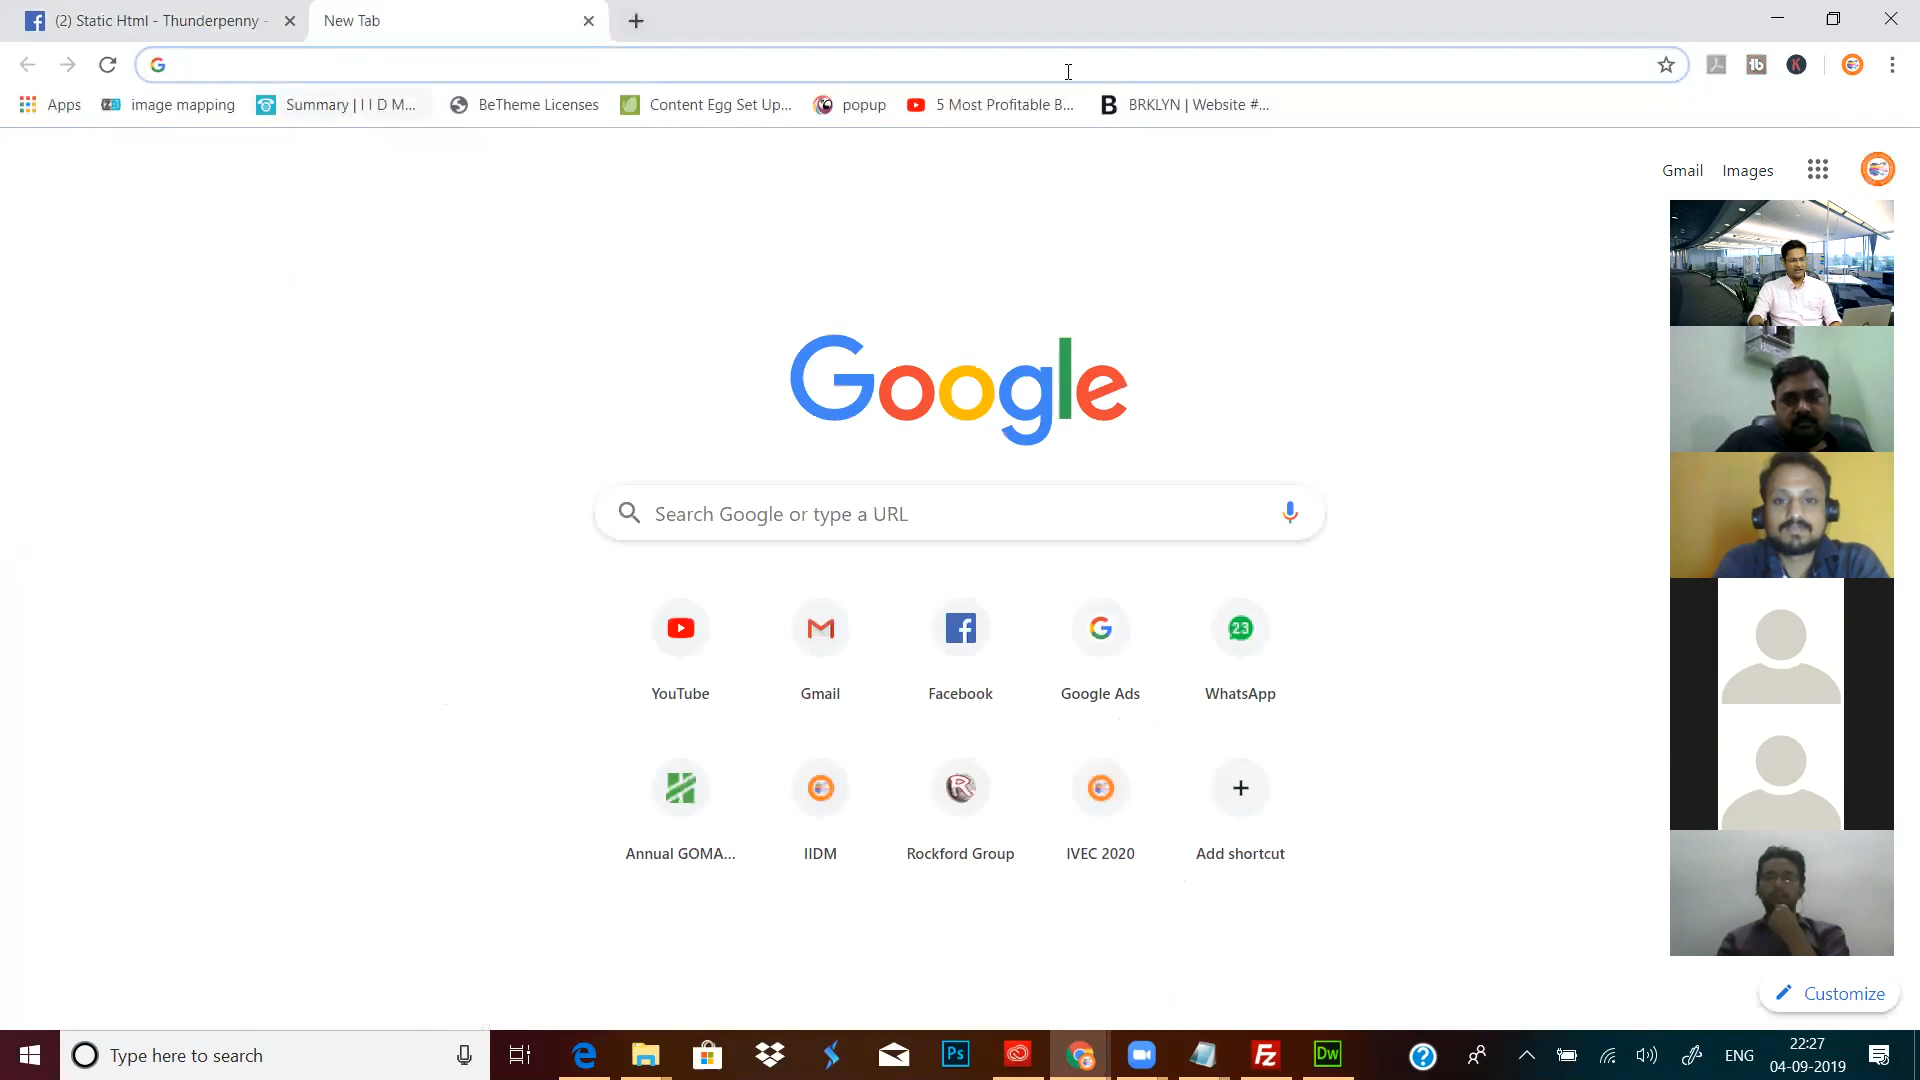 (2) Static Html - Thunderpenny -
New Tab
Apps
image mapping
Summary | I I D M...
BeTheme Licenses
Content Egg Set Up...
popup
5 Most Profitable B...
B BRKLYN | Website #...
Gmail Images
Google
Search Google or type a URL
23
YouTube Gmail Facebook Google Ads WhatsApp
Annual GOMA... IIDM Rockford Group IVEC 2020 Add shortcut
Customize
Type here to search
Ps
Fz
Dw
ENG
22:27
04-09-2019